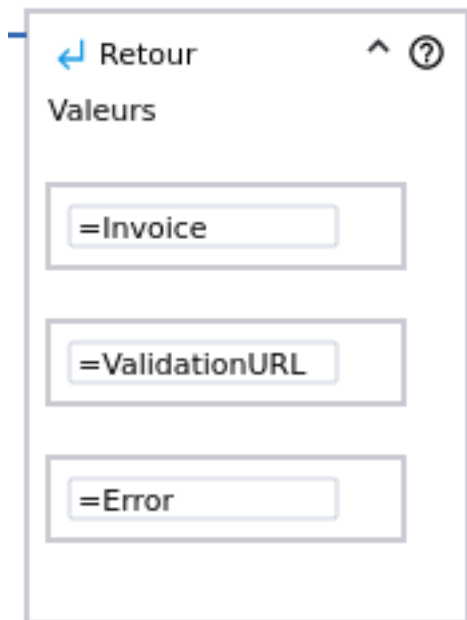 Retour
Valeurs
=Invoice
=ValidationURL
=Error